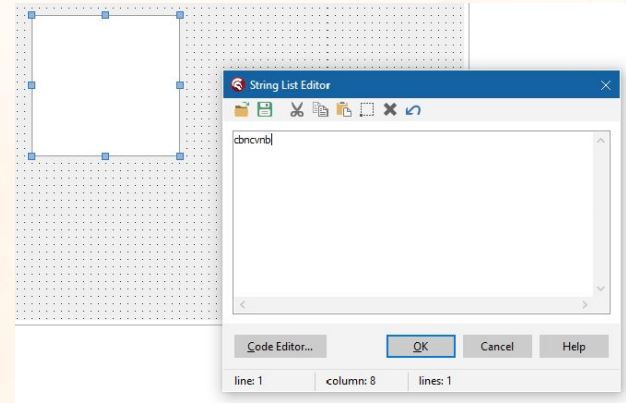 String List Editor
cbncvnb
Code Editor...
OK
Cancel
Help
line: 1
column: 8
lines: 1